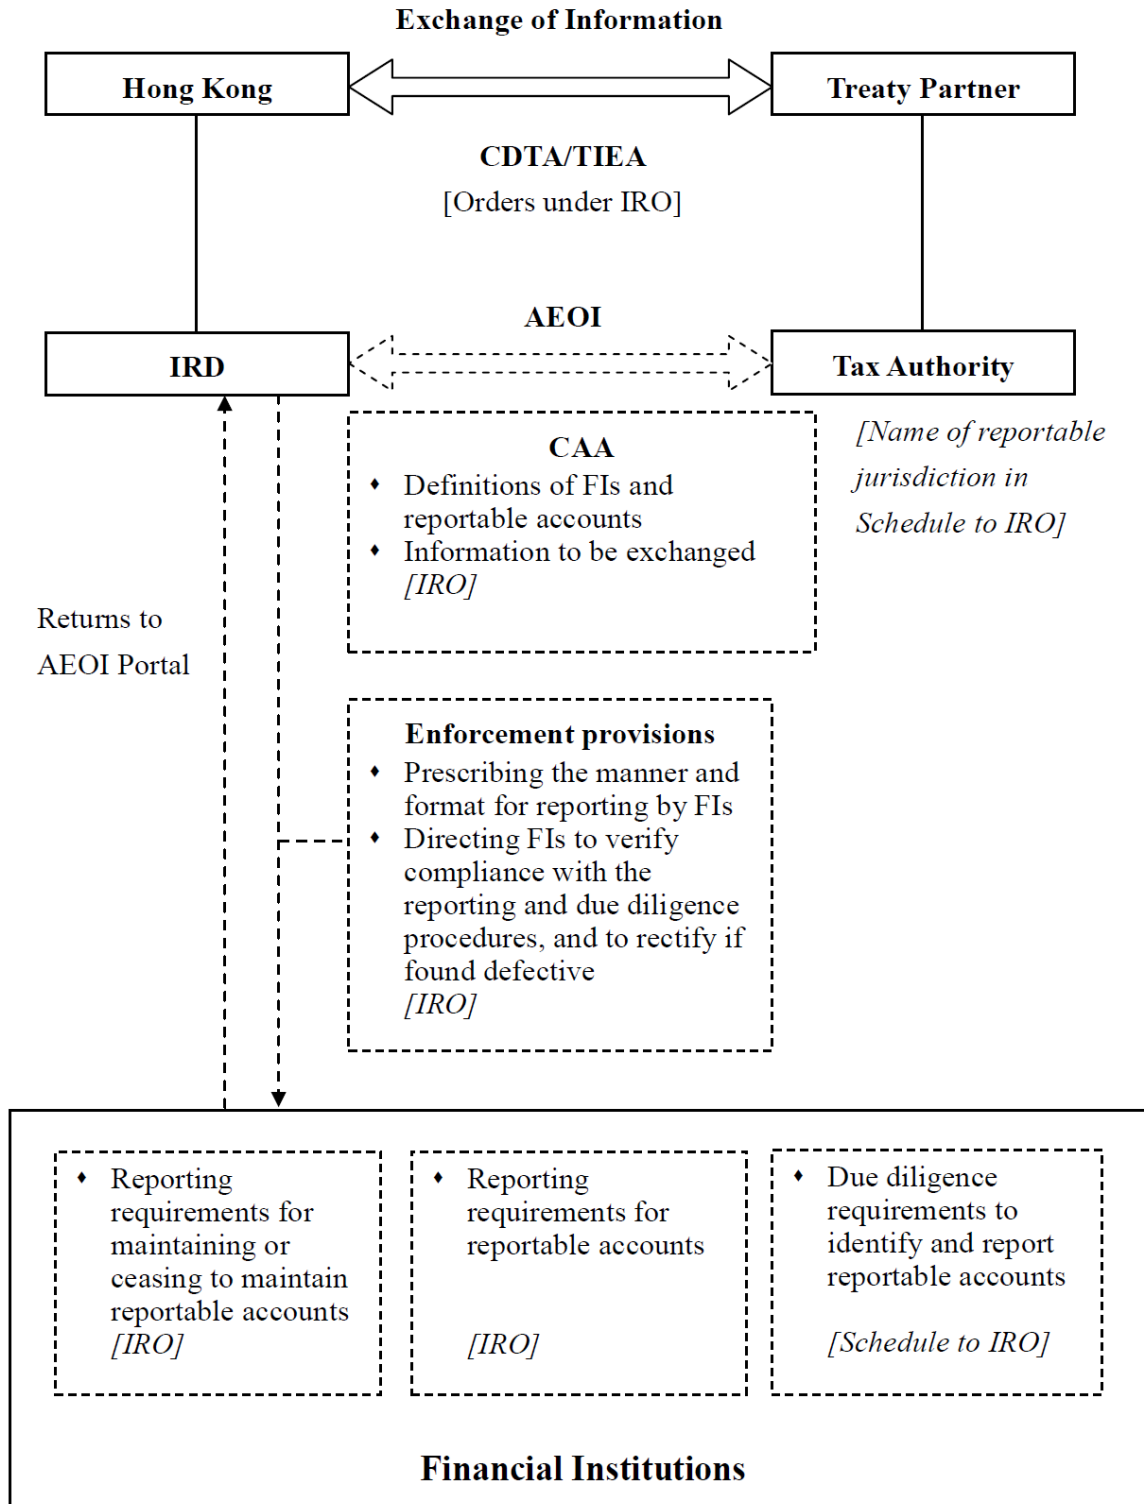 Exchange of Information
Hong Kong
Treaty Partner
CDTA/TIEA
[Orders under IRO]
AEOI
IRD
Tax Authority
[Name of reportable
jurisdiction in
Schedule to IRO]
CAA
♦ Definitions of FIs and
reportable accounts
♦ Information to be exchanged
[IRO]
Returns to
AEOI Portal
Enforcement provisions
♦ Prescribing the manner and
format for reporting by FIs
♦ Directing FIs to verify
compliance with the
reporting and due diligence
procedures, and to rectify if
found defective
[IRO]
♦ Reporting
requirements for
maintaining or
ceasing to maintain
reportable accounts
[IRO]
♦ Reporting
requirements for
reportable accounts
[IRO]
♦ Due diligence
requirements to
identify and report
reportable accounts
[Schedule to IRO]
Financial Institutions